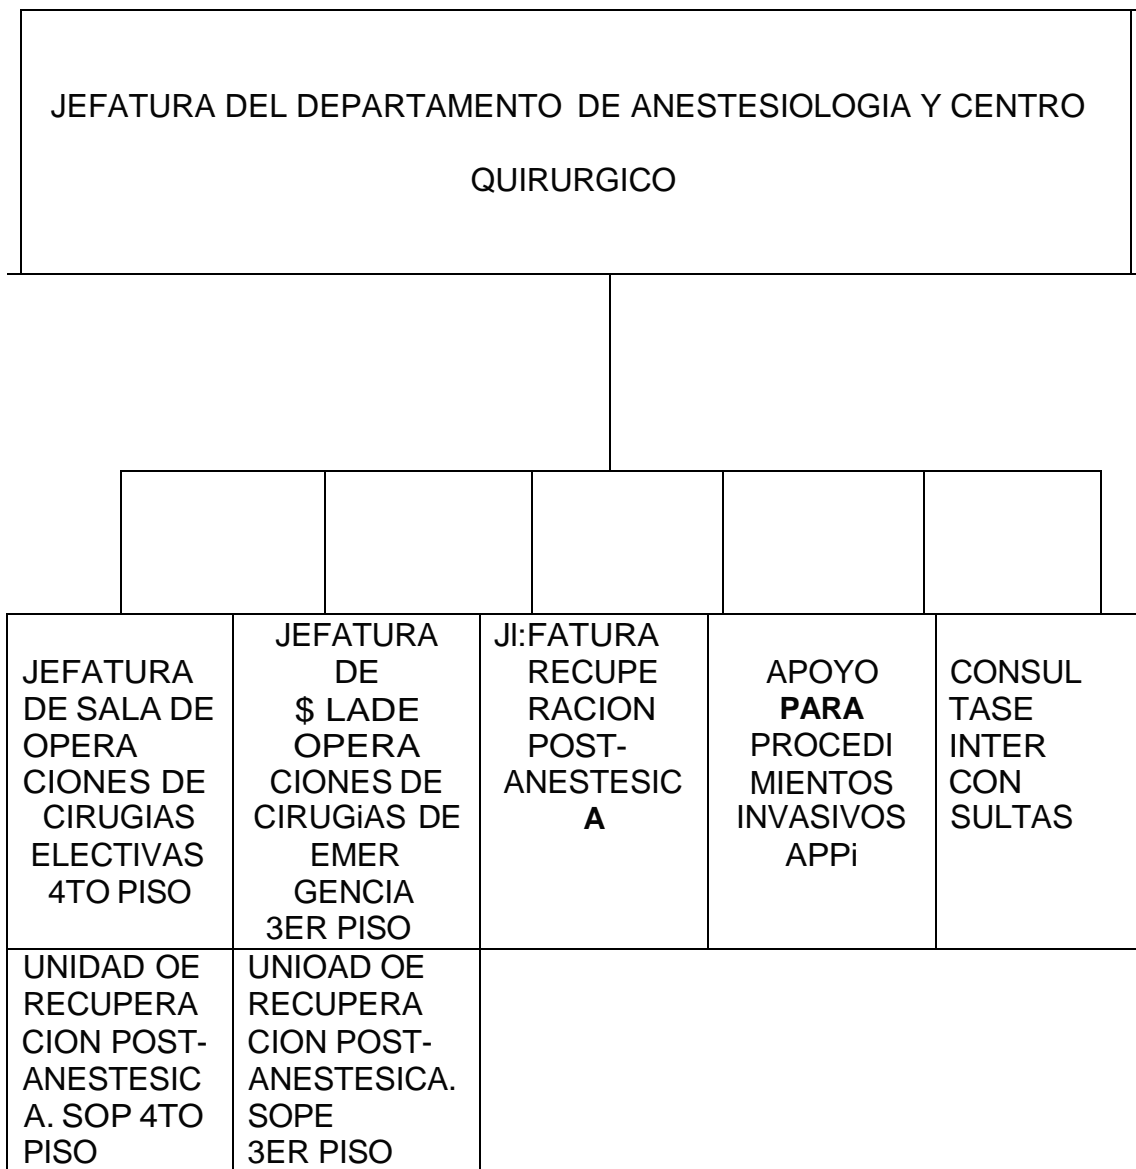 JEFATURA DEL DEPARTAMENTO DE ANESTESIOLOGIA Y CENTRO
QUIRURGICO
JEFATURA
DE SALA DE
OPERA
CIONES DE
CIRUGIAS
ELECTIVAS
4TO PISO
JEFATURA
DE
$ LADE
OPERA
CIONES DE
CIRUGiAS DE
EMER
GENCIA
3ER PISO
JI:FATURA
RECUPE
RACION
POST-
ANESTESIC
A
APOYO
PARA
PROCEDI
MIENTOS
INVASIVOS
APPi
CONSUL
TASE
INTER
CON
SULTAS
UNIDAD OE
RECUPERA
CION POST-
ANESTESIC
A. SOP 4TO
PISO
UNIOAD OE
RECUPERA
CION POST-
ANESTESICA.
SOPE
3ER PISO